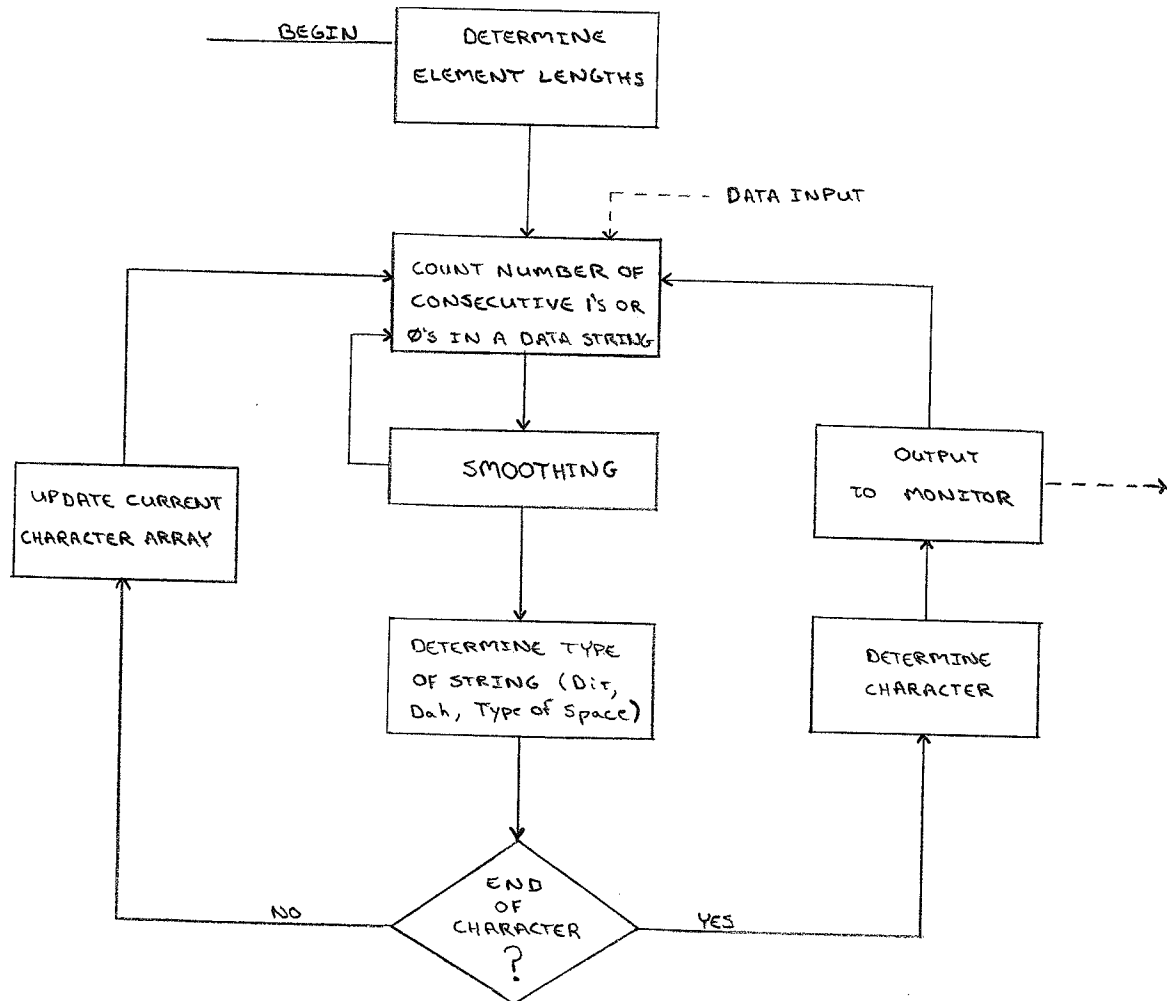 BEGIN
DETERMINE
ELEMENT LENGTHS
DATA INPUT
COUNT NUMBER OF
CONSECUTIVE 1's OR
Ø's IN A DATA STRING
SMOOTHING
UPDATE CURRENT
CHARACTER ARRAY
OUTPUT
TO MONITOR
DETERMINE TYPE
OF STRING (Dit,
Dah, Type of Space)
DETERMINE
CHARACTER
END
OF
CHARACTER
?
NO
YES